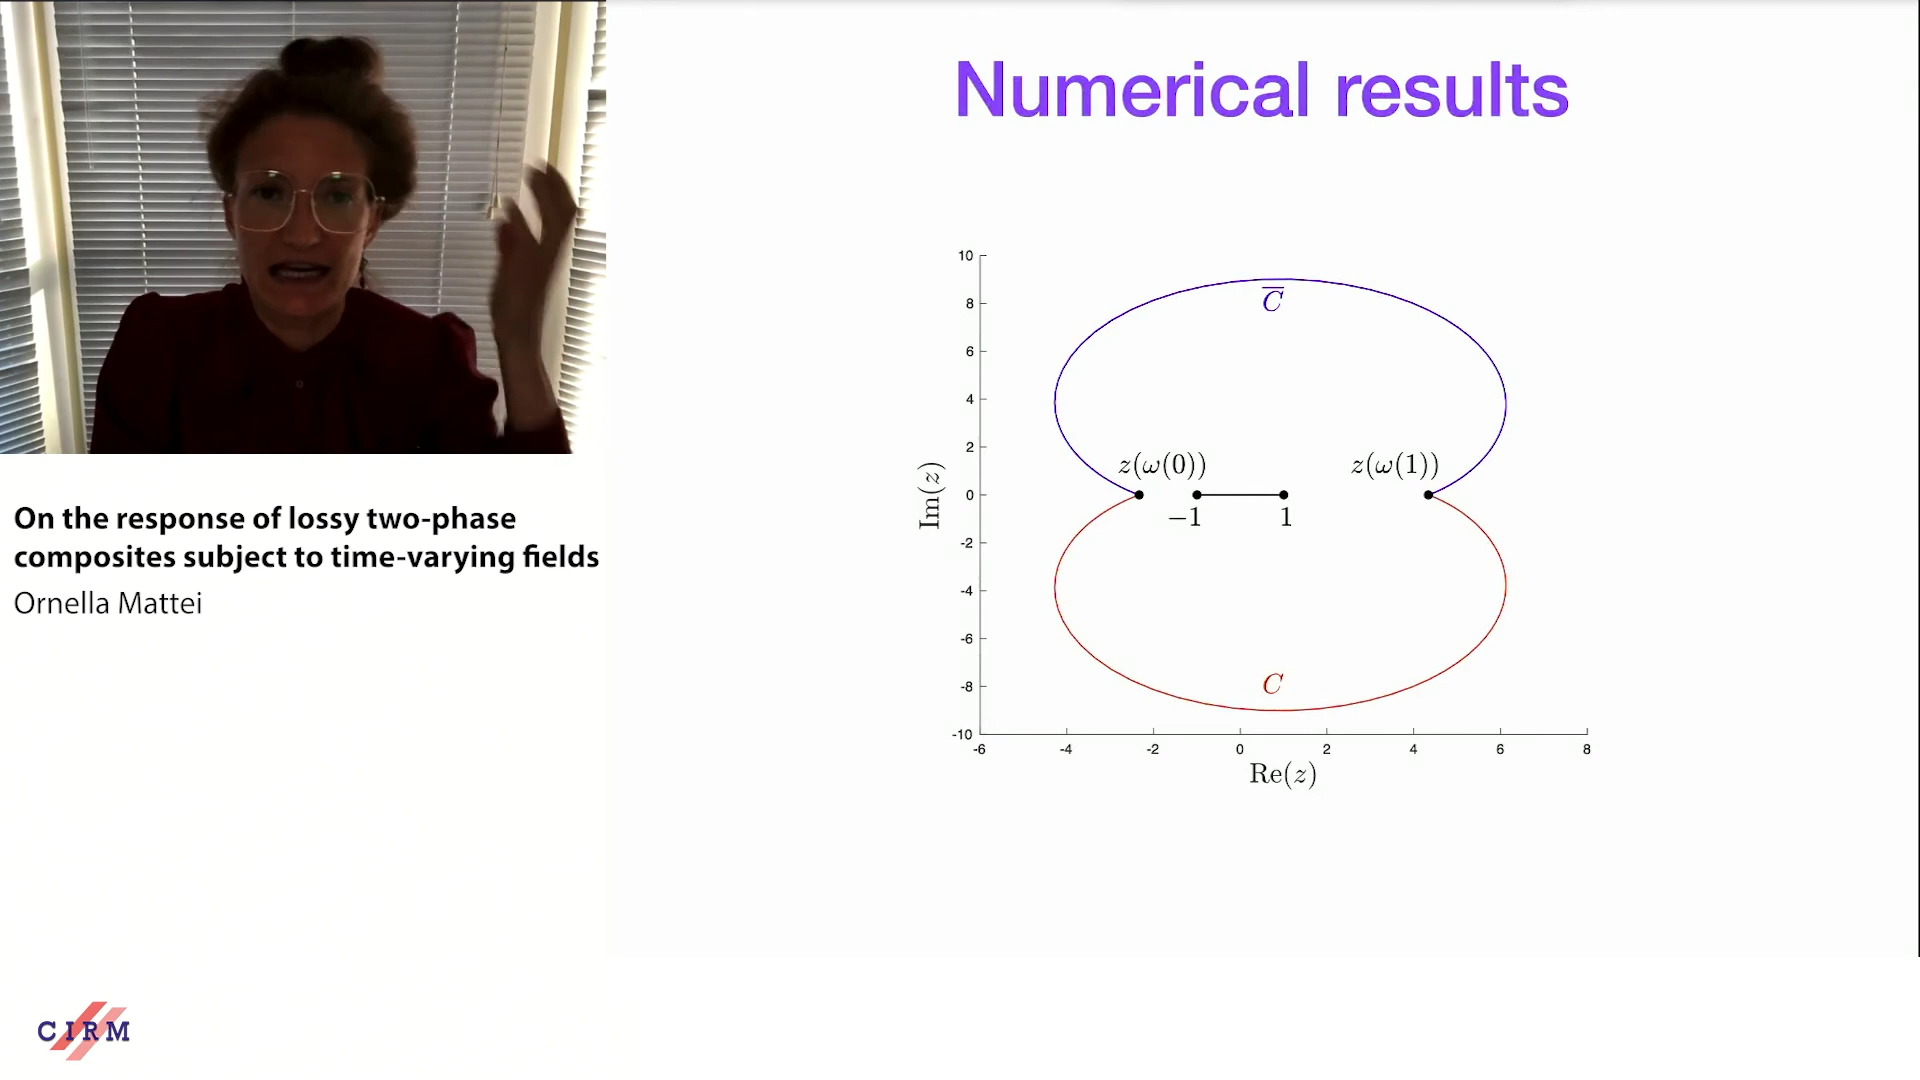 Numerical results
10
8
6
4
2
0
-2
-4
-6
-8
-10
-6
-4
-2
0
2
4
6
8
Im(z)
Re(z)
C̅
z(ω(0))
z(ω(1))
−1
1
C
On the response of lossy two-phase
composites subject to time-varying fields
Ornella Mattei
CIRM